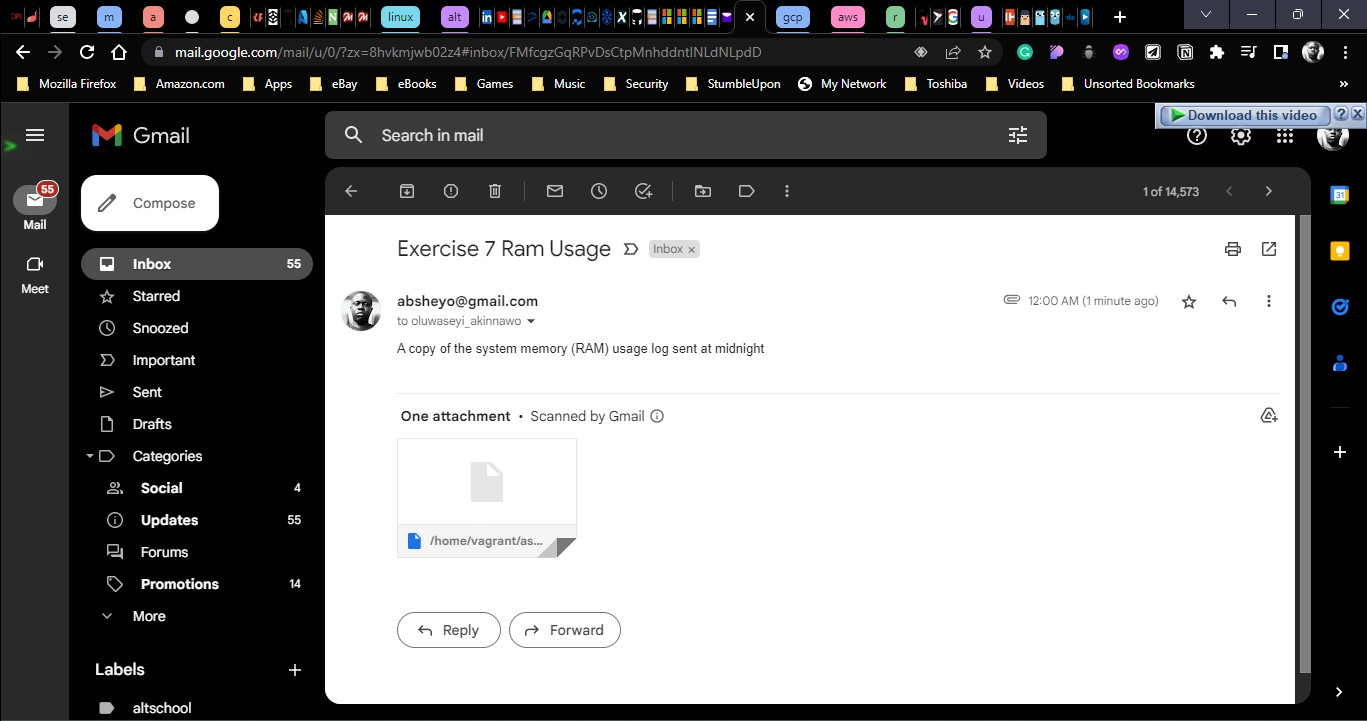 CPI
se
m
a
c
linux
alt
gcp
aws
r
u
mail.google.com/mail/u/0/?zx=8hvkmjwb02z4#inbox/FMfcgzGqRPvDsCtpMnhddntlNLdNLpdD
Mozilla Firefox
Amazon.com
Apps
eBay
eBooks
Games
Music
Security
StumbleUpon
My Network
Toshiba
Videos
Unsorted Bookmarks
»
Download this video
Gmail
Search in mail
55
Mail
Meet
Compose
1 of 14,573
Inbox 55
Starred
Snoozed
Important
Sent
Drafts
Categories
Social 4
Updates 55
Forums
Promotions 14
More
Labels
altschool
31
Exercise 7 Ram Usage
Inbox ×
absheyo@gmail.com
12:00 AM (1 minute ago)
to oluwaseyi_akinnawo
A copy of the system memory (RAM) usage log sent at midnight
One attachment • Scanned by Gmail
/home/vagrant/as...
Reply
Forward